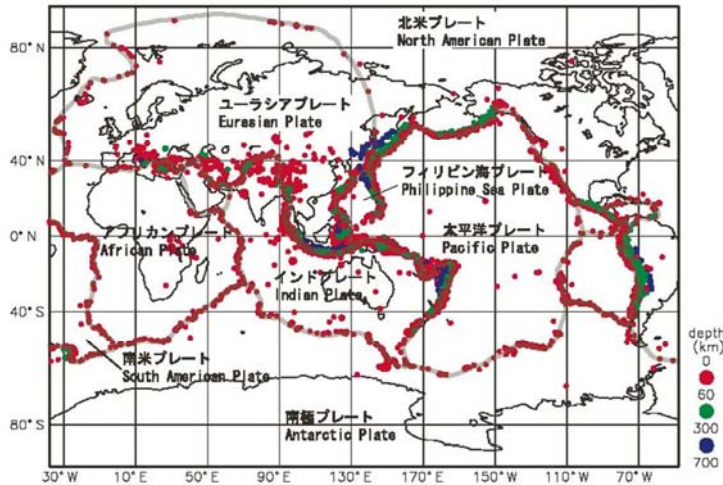 北米プレート
North American Plate
80° N
ユーラシアプレート
Eurasian Plate
40° N
フィリピン海プレート
Philippine Sea Plate
アフリカンプレート
African Plate
太平洋プレート
Pacific Plate
0° N
インドプレート
Indian Plate
40° S
南米プレート
South American Plate
南極プレート
Antarctic Plate
80° S
depth
(km)
0
60
300
700
30° W
10° E
50° E
90° E
130° E
170° E
150° W
110° W
70° W